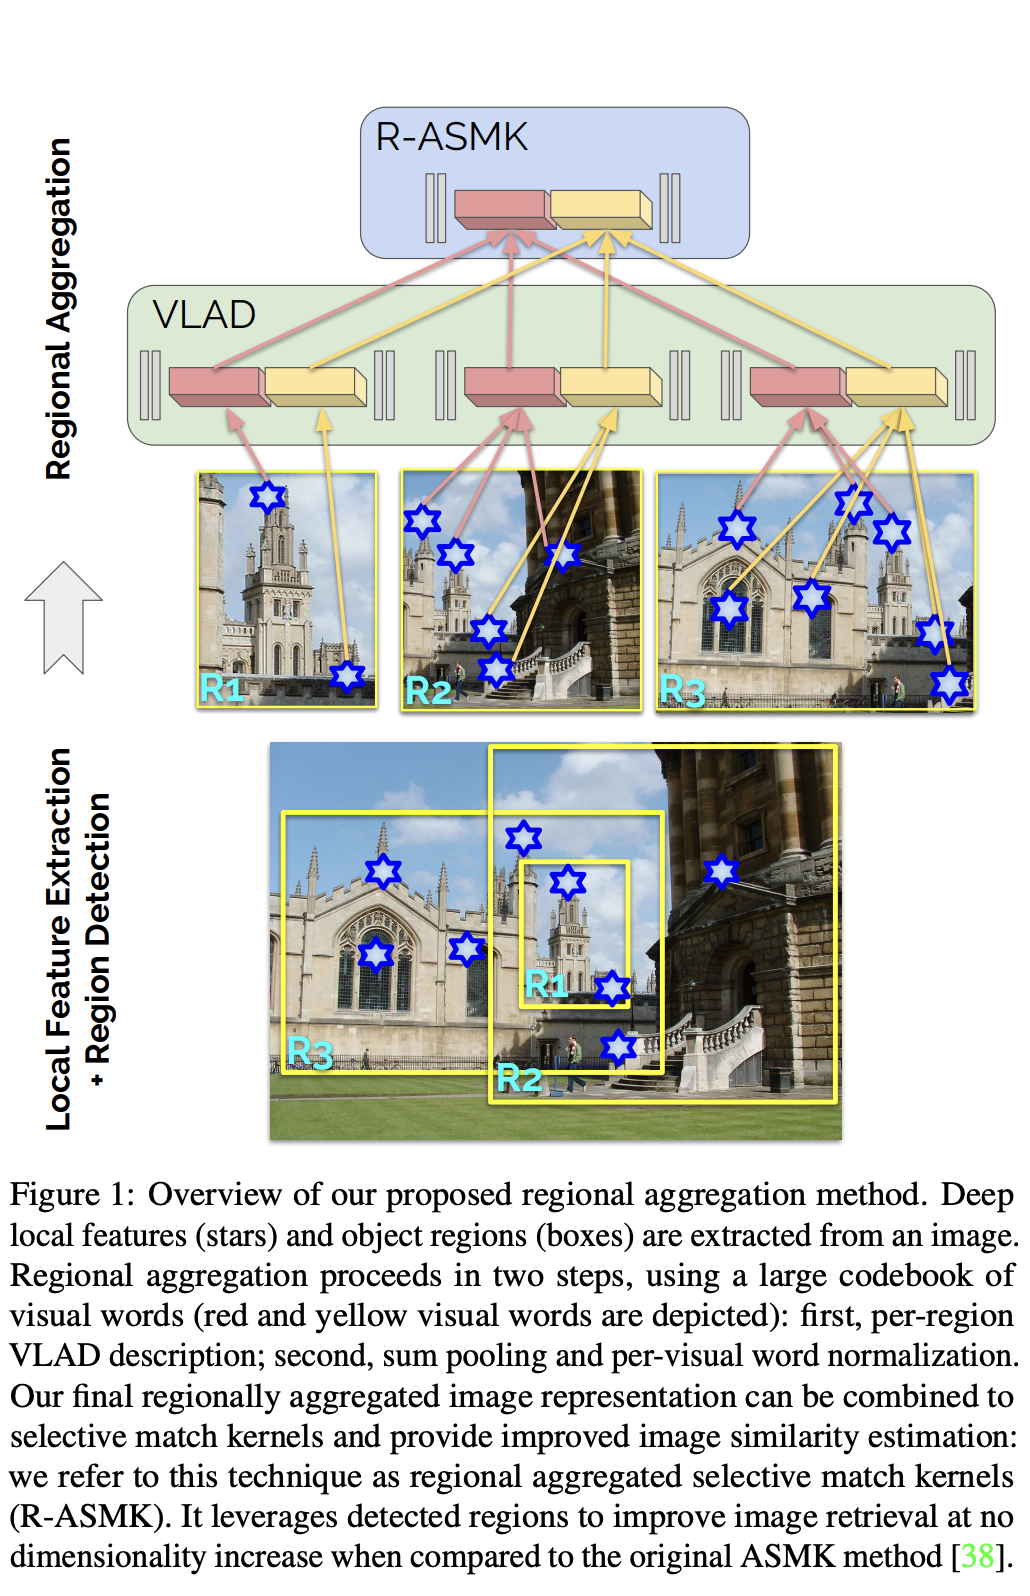 R-ASMK
VLAD
Regional Aggregation
R1
R2
R3
Local Feature Extraction
+ Region Detection
R1
R3
R2
Figure 1: Overview of our proposed regional aggregation method. Deep
local features (stars) and object regions (boxes) are extracted from an image.
Regional aggregation proceeds in two steps, using a large codebook of
visual words (red and yellow visual words are depicted): first, per-region
VLAD description; second, sum pooling and per-visual word normalization.
Our final regionally aggregated image representation can be combined to
selective match kernels and provide improved image similarity estimation:
we refer to this technique as regional aggregated selective match kernels
(R-ASMK). It leverages detected regions to improve image retrieval at no
dimensionality increase when compared to the original ASMK method [38].